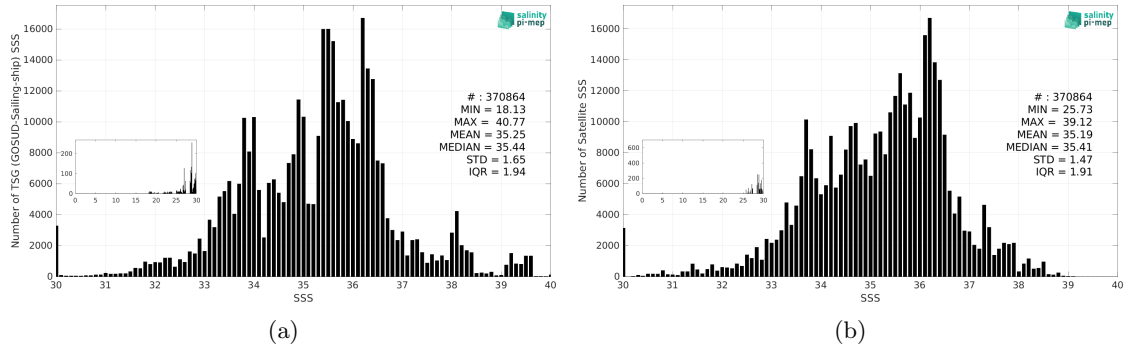 16000
14000
12000
10000
8000
6000
4000
2000
0
Number of TSG (GOSUD-Sailing-ship) SSS
salinity
pi-mep
# : 370864
MIN = 18.13
MAX = 40.77
MEAN = 35.25
MEDIAN = 35.44
STD = 1.65
IQR = 1.94
200
100
0
0 5 10 15 20 25 30
30 31 32 33 34 35 36 37 38 39 40
SSS
(a)
16000
14000
12000
10000
8000
6000
4000
2000
0
Number of Satellite SSS
salinity
pi-mep
# : 370864
MIN = 25.73
MAX = 39.12
MEAN = 35.19
MEDIAN = 35.41
STD = 1.47
IQR = 1.91
600
400
200
0
0 5 10 15 20 25 30
30 31 32 33 34 35 36 37 38 39 40
SSS
(b)